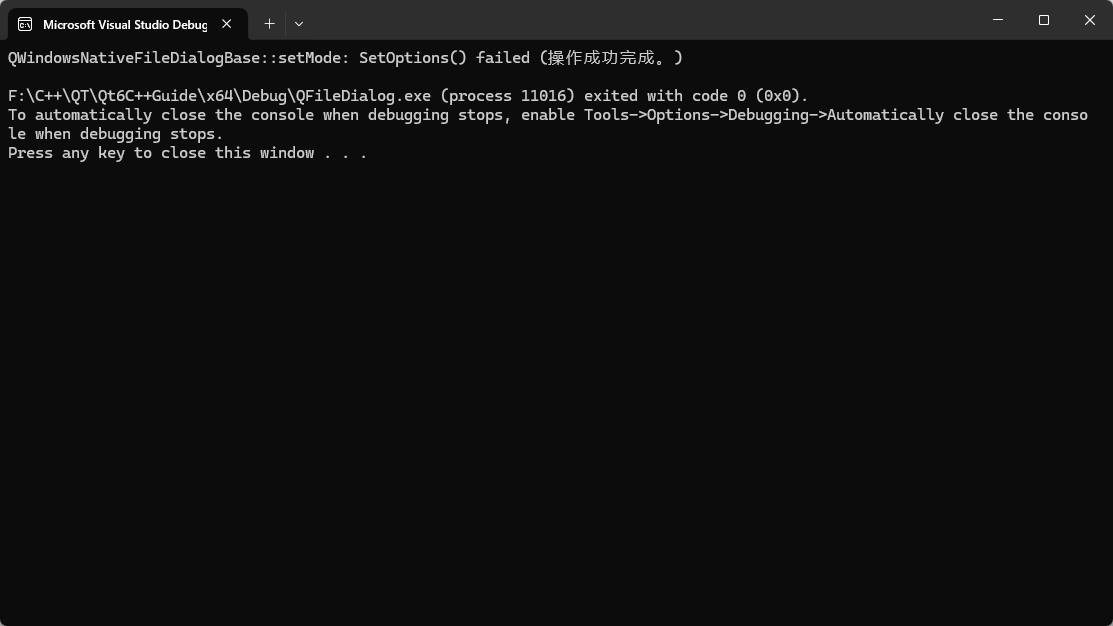 Microsoft Visual Studio Debug
QWindowsNativeFileDialogBase::setMode: SetOptions() failed (操作成功完成。)
F:\C++\QT\Qt6C++Guide\x64\Debug\QFileDialog.exe (process 11016) exited with code 0 (0x0).
To automatically close the console when debugging stops, enable Tools->Options->Debugging->Automatically close the conso
le when debugging stops.
Press any key to close this window . . .